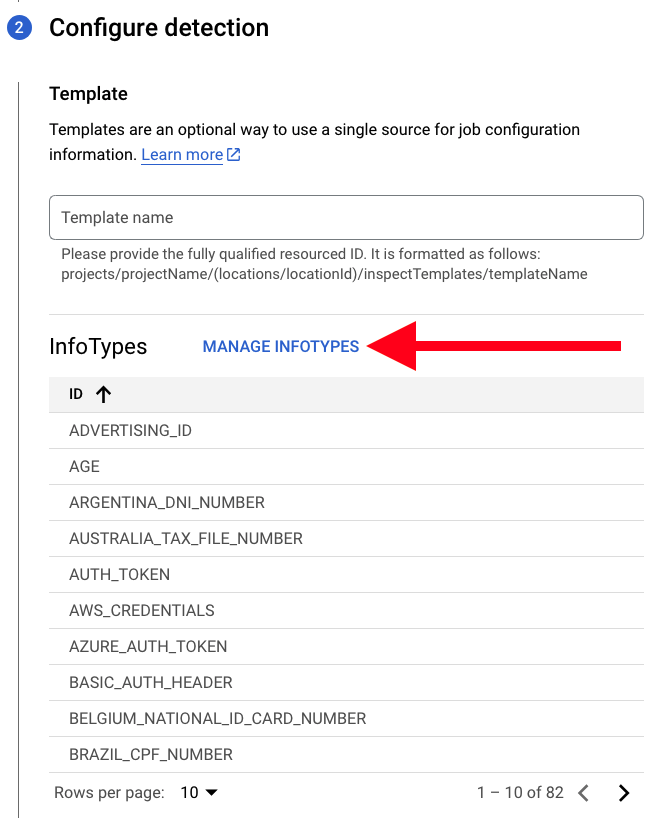 2 Configure detection
Template
Templates are an optional way to use a single source for job configuration
information. Learn more
Template name
Please provide the fully qualified resourced ID. It is formatted as follows:
projects/projectName/(locations/locationId)/inspectTemplates/templateName
InfoTypes MANAGE INFOTYPES
ID
ADVERTISING_ID
AGE
ARGENTINA_DNI_NUMBER
AUSTRALIA_TAX_FILE_NUMBER
AUTH_TOKEN
AWS_CREDENTIALS
AZURE_AUTH_TOKEN
BASIC_AUTH_HEADER
BELGIUM_NATIONAL_ID_CARD_NUMBER
BRAZIL_CPF_NUMBER
Rows per page: 10 1 – 10 of 82